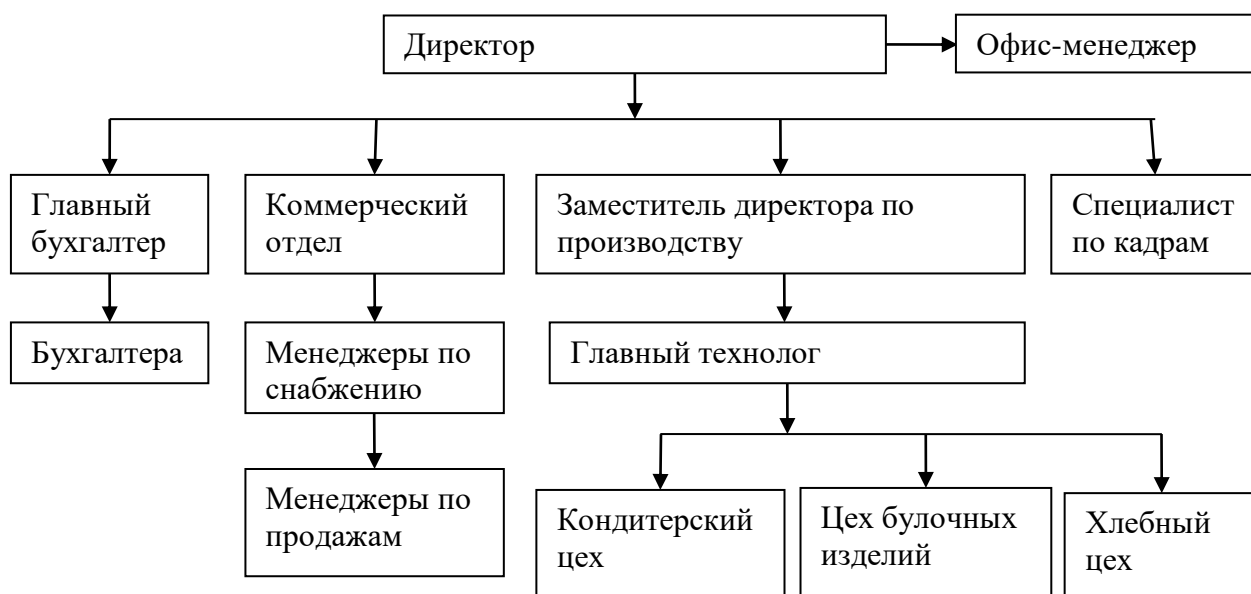 Директор
Офис-менеджер
Главный
бухгалтер
Коммерческий
отдел
Заместитель директора по
производству
Специалист
по кадрам
Бухгалтера
Менеджеры по
снабжению
Главный технолог
Менеджеры по
продажам
Кондитерский
цех
Цех булочных
изделий
Хлебный
цех